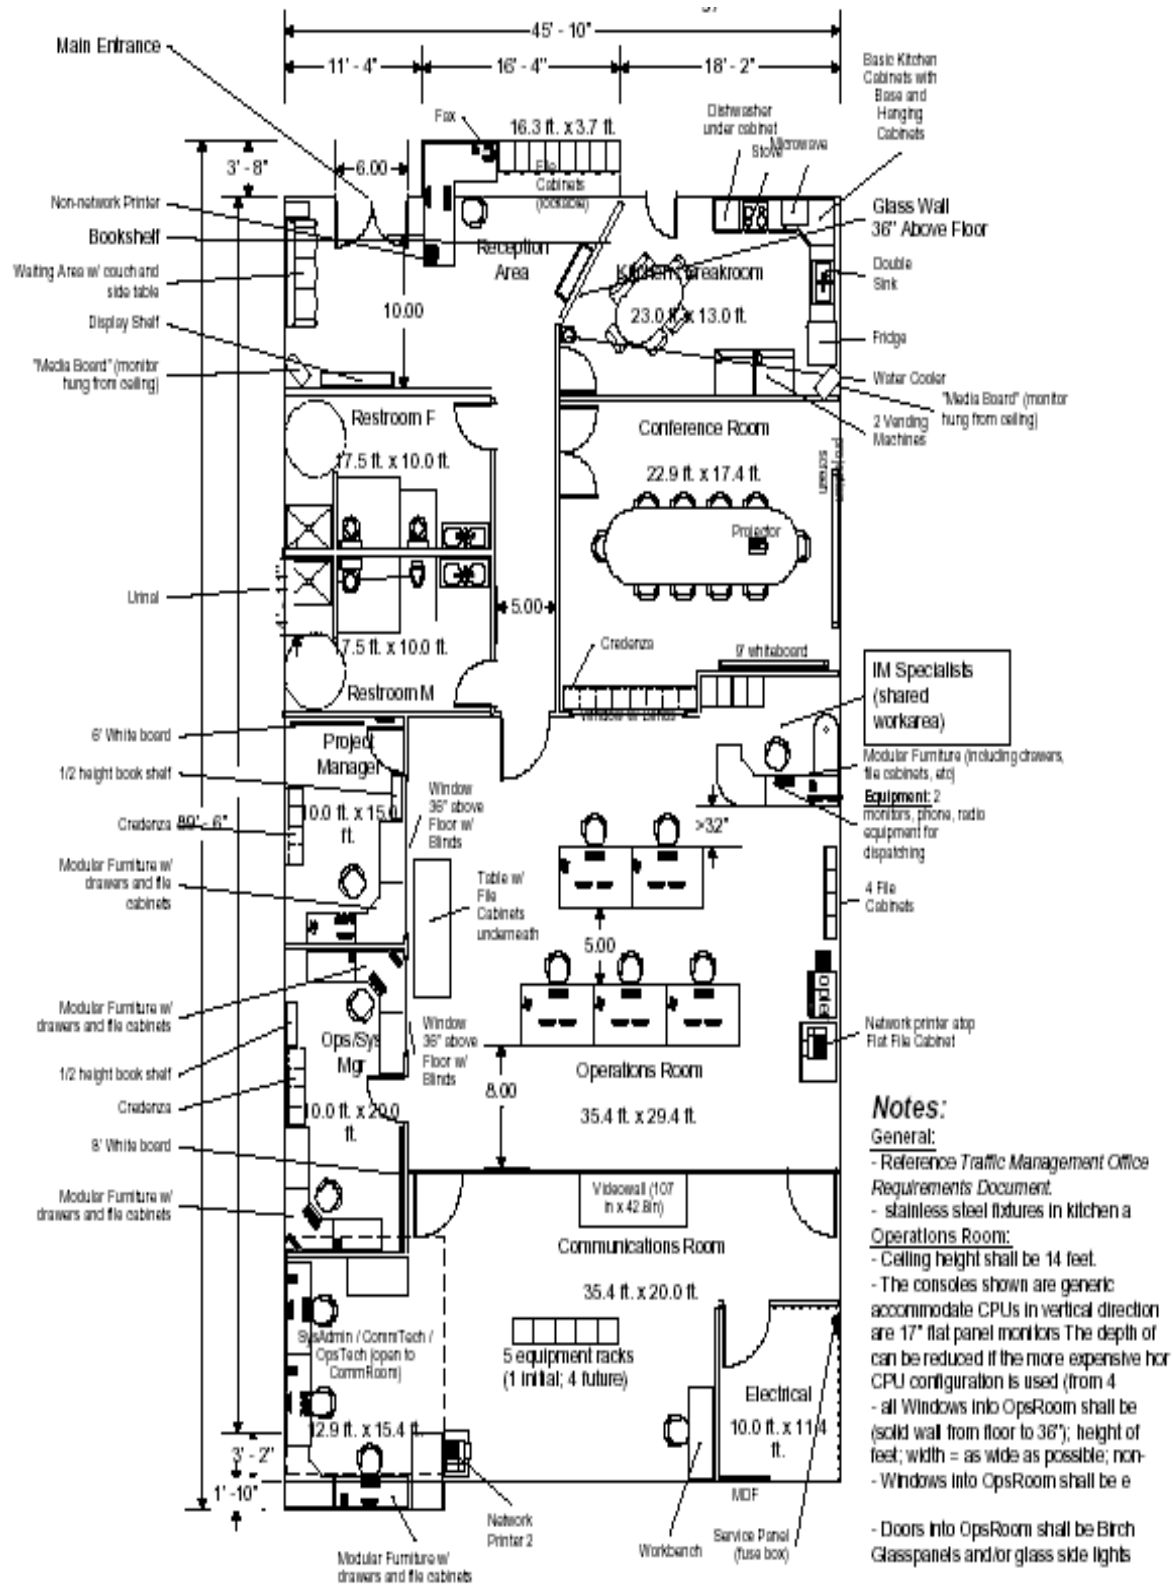 45' - 10"
Main Entrance
11' - 4"
16' - 4"
18' - 2"
Basic Kitchen
Cabinets with
Base and
Hanging
Cabinets
Fax
16.3 ft. x 3.7 ft.
Dishwasher
under cabinet
Stove
Microwave
3' - 8"
6.00
File
Cabinets
(lockable)
Non-network Printer
Bookshelf
Reception
Area
Glass Wall
36" Above Floor
Waiting Area w/ couch and
side table
Kitchen
Breakroom
Double
Sink
10.00
23.0 ft. x 13.0 ft.
Display Shelf
Fridge
"Media Board" (monitor
hung from ceiling)
Water Cooler
"Media Board" (monitor
hung from ceiling)
2 Vending
Machines
Restroom F
Conference Room
projection
screen
17.5 ft. x 10.0 ft.
22.9 ft. x 17.4 ft.
Projector
Urinal
5.00
7.5 ft. x 10.0 ft.
Credenza
9' whiteboard
Restroom M
Window w/ Blinds
IM Specialists
(shared
workarea)
6' White board
Project
Manager
1/2 height book shelf
10.0 ft. x 15.0
ft.
Window
36" above
Floor w/
Blinds
Modular Furniture (including drawers,
file cabinets, etc)
Equipment: 2
monitors, phone, radio
equipment for
dispatching
Credenza
89' - 6"
>32"
Modular Furniture w/
drawers and file
cabinets
Table w/
File
Cabinets
underneath
4 File
Cabinets
5.00
Modular Furniture w/
drawers and file cabinets
Ops/Sys
Mgr
Window
36" above
Floor w/
Blinds
Network printer atop
Flat File Cabinet
1/2 height book shelf
Operations Room
8.00
Credenza
10.0 ft. x 20.0
ft.
35.4 ft. x 29.4 ft.
8' White board
Modular Furniture w/
drawers and file cabinets
Videowall (107
in x 42.8in)
Communications Room
35.4 ft. x 20.0 ft.
SysAdmin / CommTech /
OpsTech (open to
CommRoom)
5 equipment racks
(1 initial; 4 future)
Electrical
10.0 ft. x 11.4
ft.
12.9 ft. x 15.4 ft.
3' - 2"
1' -10"
MDF
Network
Printer 2
Workbench
Service Panel
(fuse box)
Modular Furniture w/
drawers and file cabinets
Notes:
General:
- Reference Traffic Management Office
Requirements Document.
- stainless steel fixtures in kitchen a
Operations Room:
- Ceiling height shall be 14 feet.
- The consoles shown are generic
accommodate CPUs in vertical direction
are 17" flat panel monitors The depth of
can be reduced if the more expensive hor
CPU configuration is used (from 4
- all Windows into OpsRoom shall be
(solid wall from floor to 36"); height of
feet; width = as wide as possible; non-
- Windows into OpsRoom shall be e
- Doors into OpsRoom shall be Birch
Glasspanels and/or glass side lights